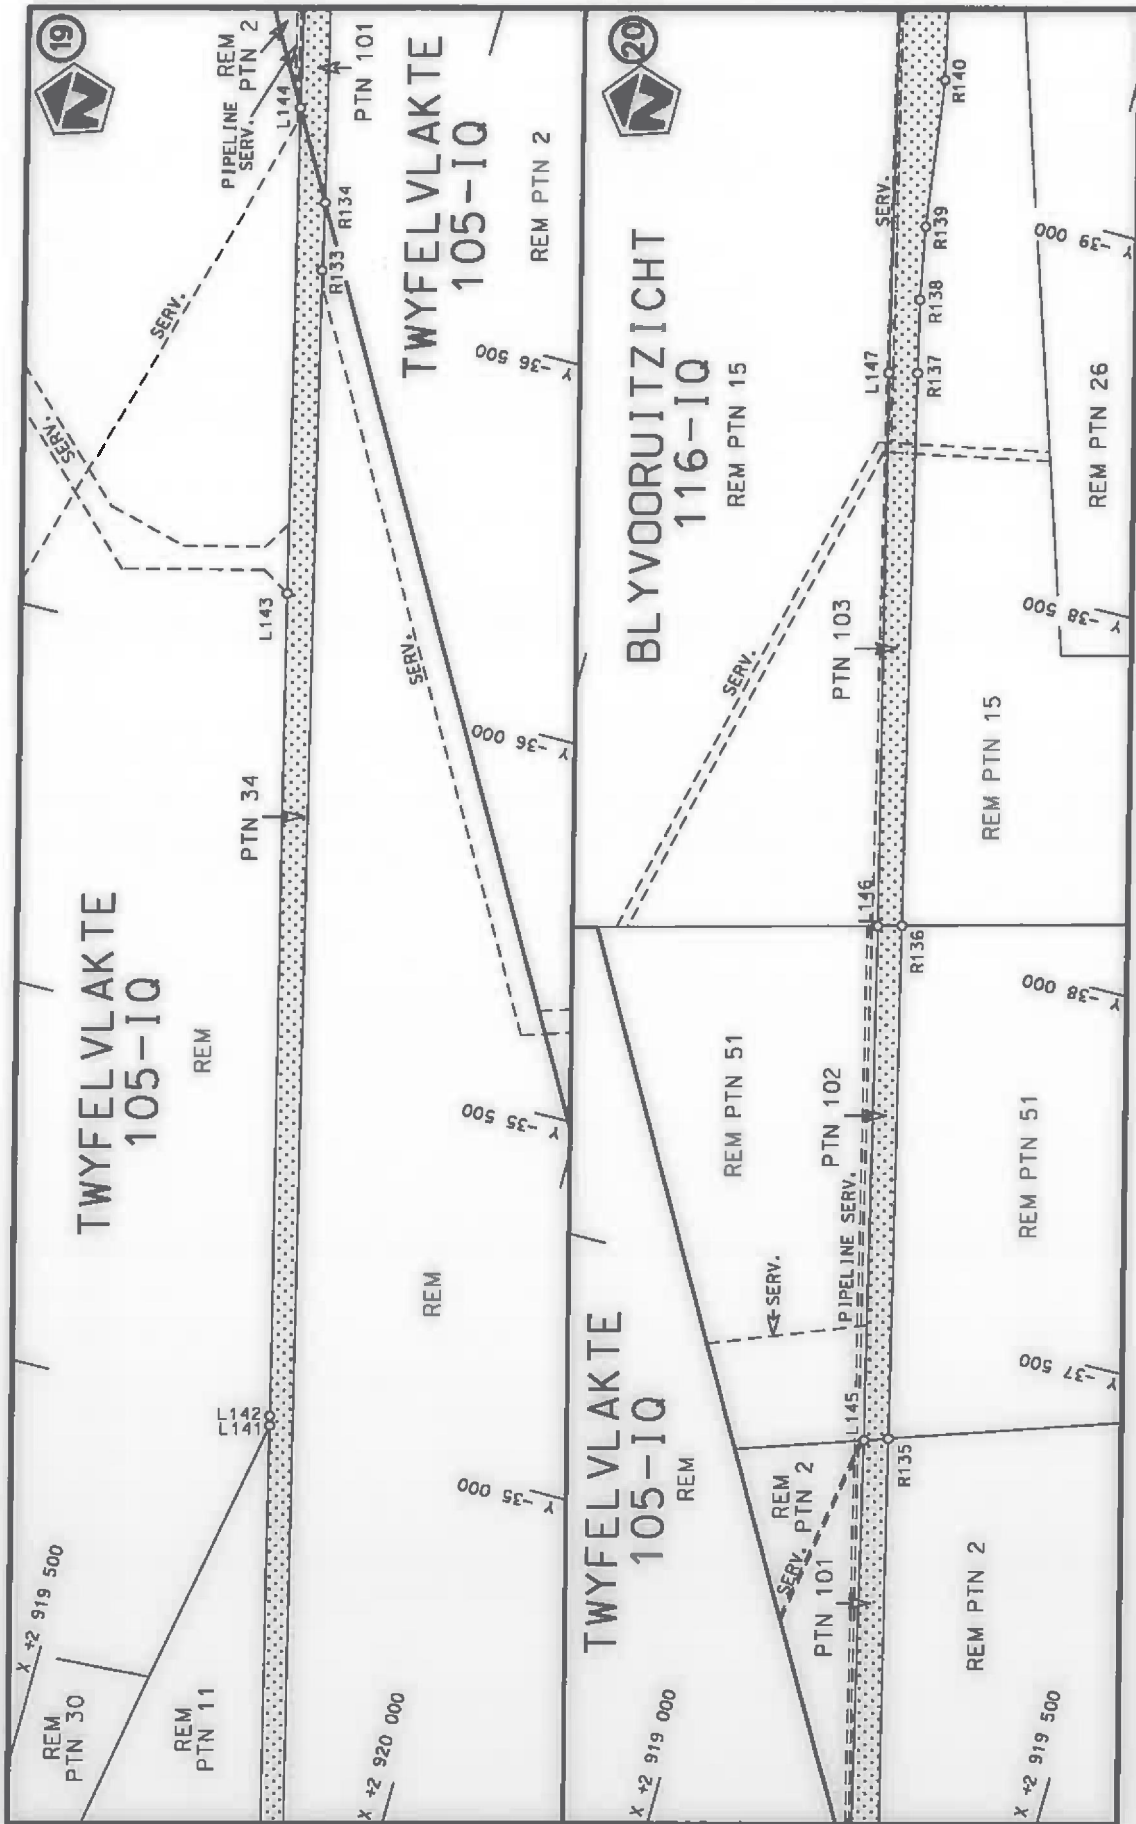 19
N
REM
PTN 30
X +2 919 500
REM
PTN 11
X +2 920 000
TWYFELVLAKTE
105-IQ
REM
REM
L141
L142
PTN 34
L143
SERV.
SERV.
SERV.
PIPELINE
SERV.
REM
PTN 2
L144
PTN 101
R133
R134
TWYFELVLAKTE
105-IQ
REM PTN 2
Y -35 000
Y -35 500
Y -36 000
Y -36 500
20
N
TWYFELVLAKTE
105-IQ
REM
X +2 919 000
X +2 919 500
PTN 101
SERV.
REM
PTN 2
REM PTN 2
L145
R135
SERV.
PIPELINE SERV.
REM PTN 51
PTN 102
REM PTN 51
L146
R136
BLYVOORUITZICHT
116-IQ
REM PTN 15
SERV.
PTN 103
REM PTN 15
L147
SERV.
R137
R138
R139
R140
REM PTN 26
Y -37 500
Y -38 000
Y -38 500
Y -39 000